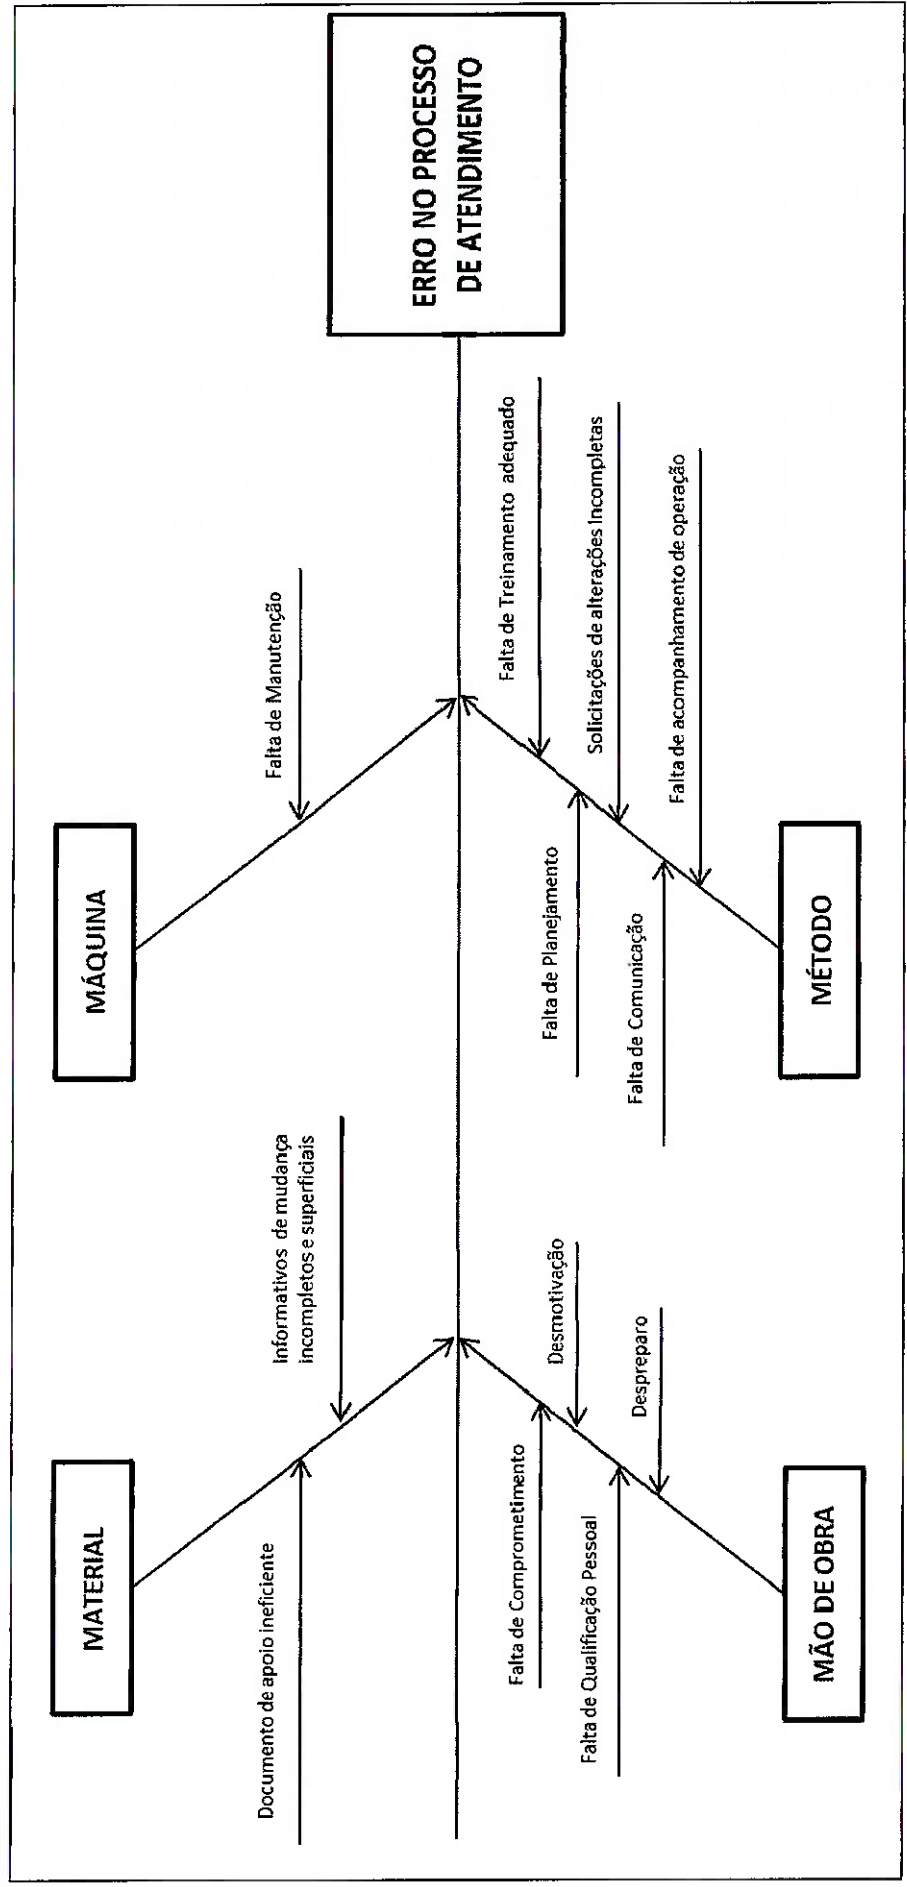 MATERIAL
MÁQUINA
Documento de apoio ineficiente
Informativos de mudança
incompletos e superficiais
Falta de Manutenção
ERRO NO PROCESSO
DE ATENDIMENTO
Falta de Comprometimento
Desmotivação
Falta de Qualificação Pessoal
Despreparo
Falta de Treinamento adequado
Falta de Planejamento
Solicitações de alterações Incompletas
Falta de Comunicação
Falta de acompanhamento de operação
MÃO DE OBRA
MÉTODO